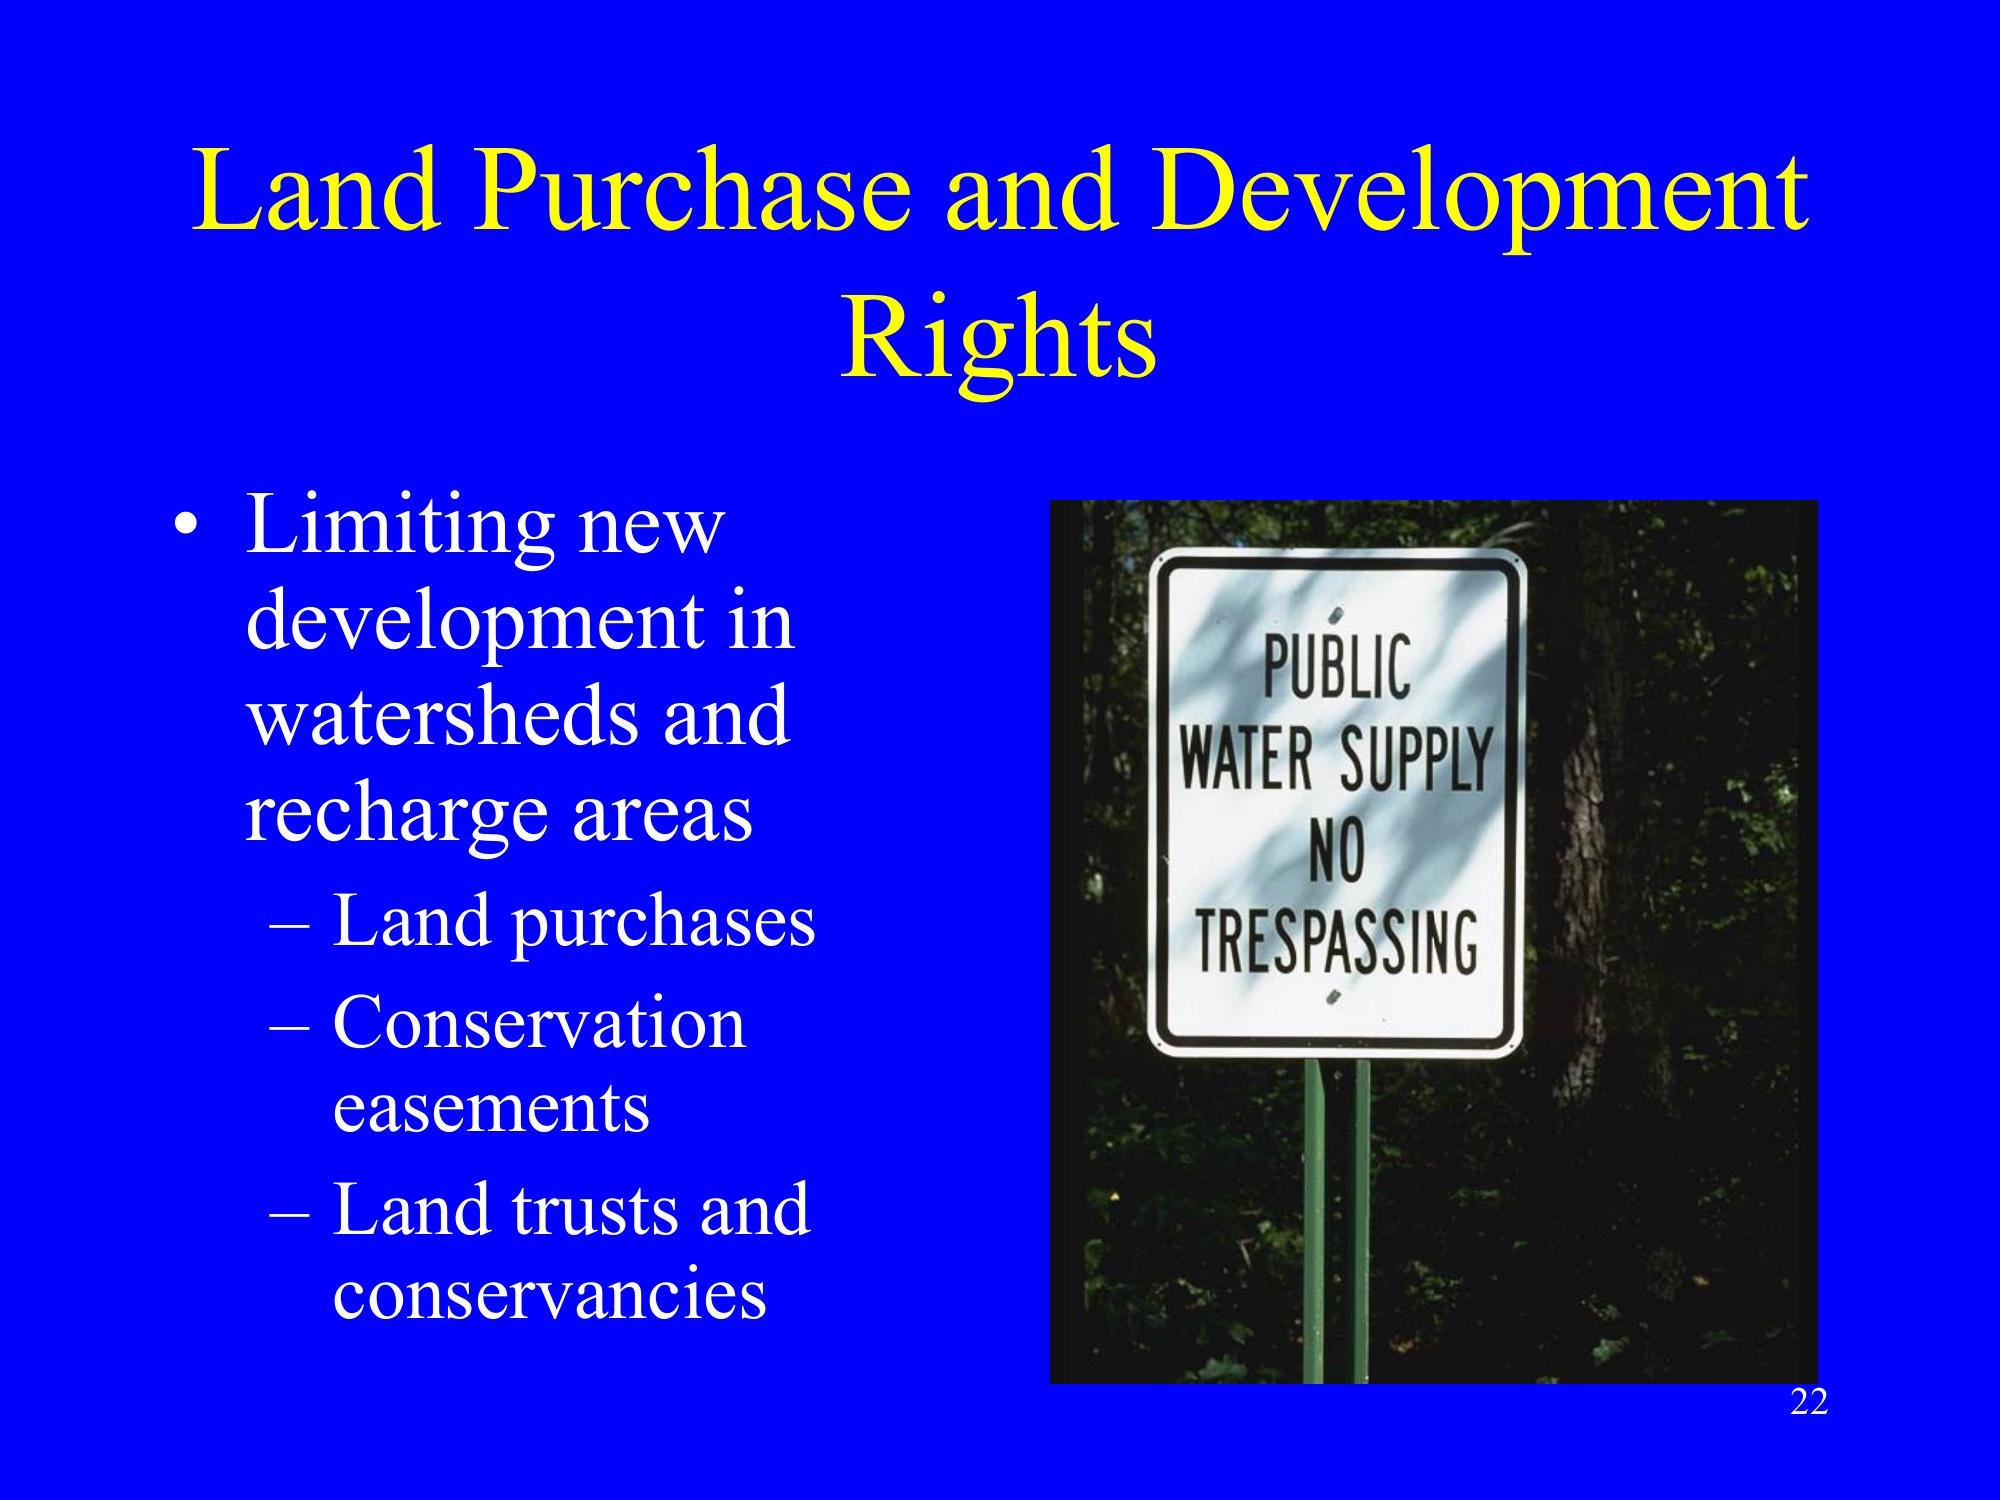 Land Purchase and Development
Rights
• Limiting new
development in
watersheds and
recharge areas
– Land purchases
– Conservation
easements
– Land trusts and
conservancies
PUBLIC
WATER SUPPLY
NO
TRESPASSING
22